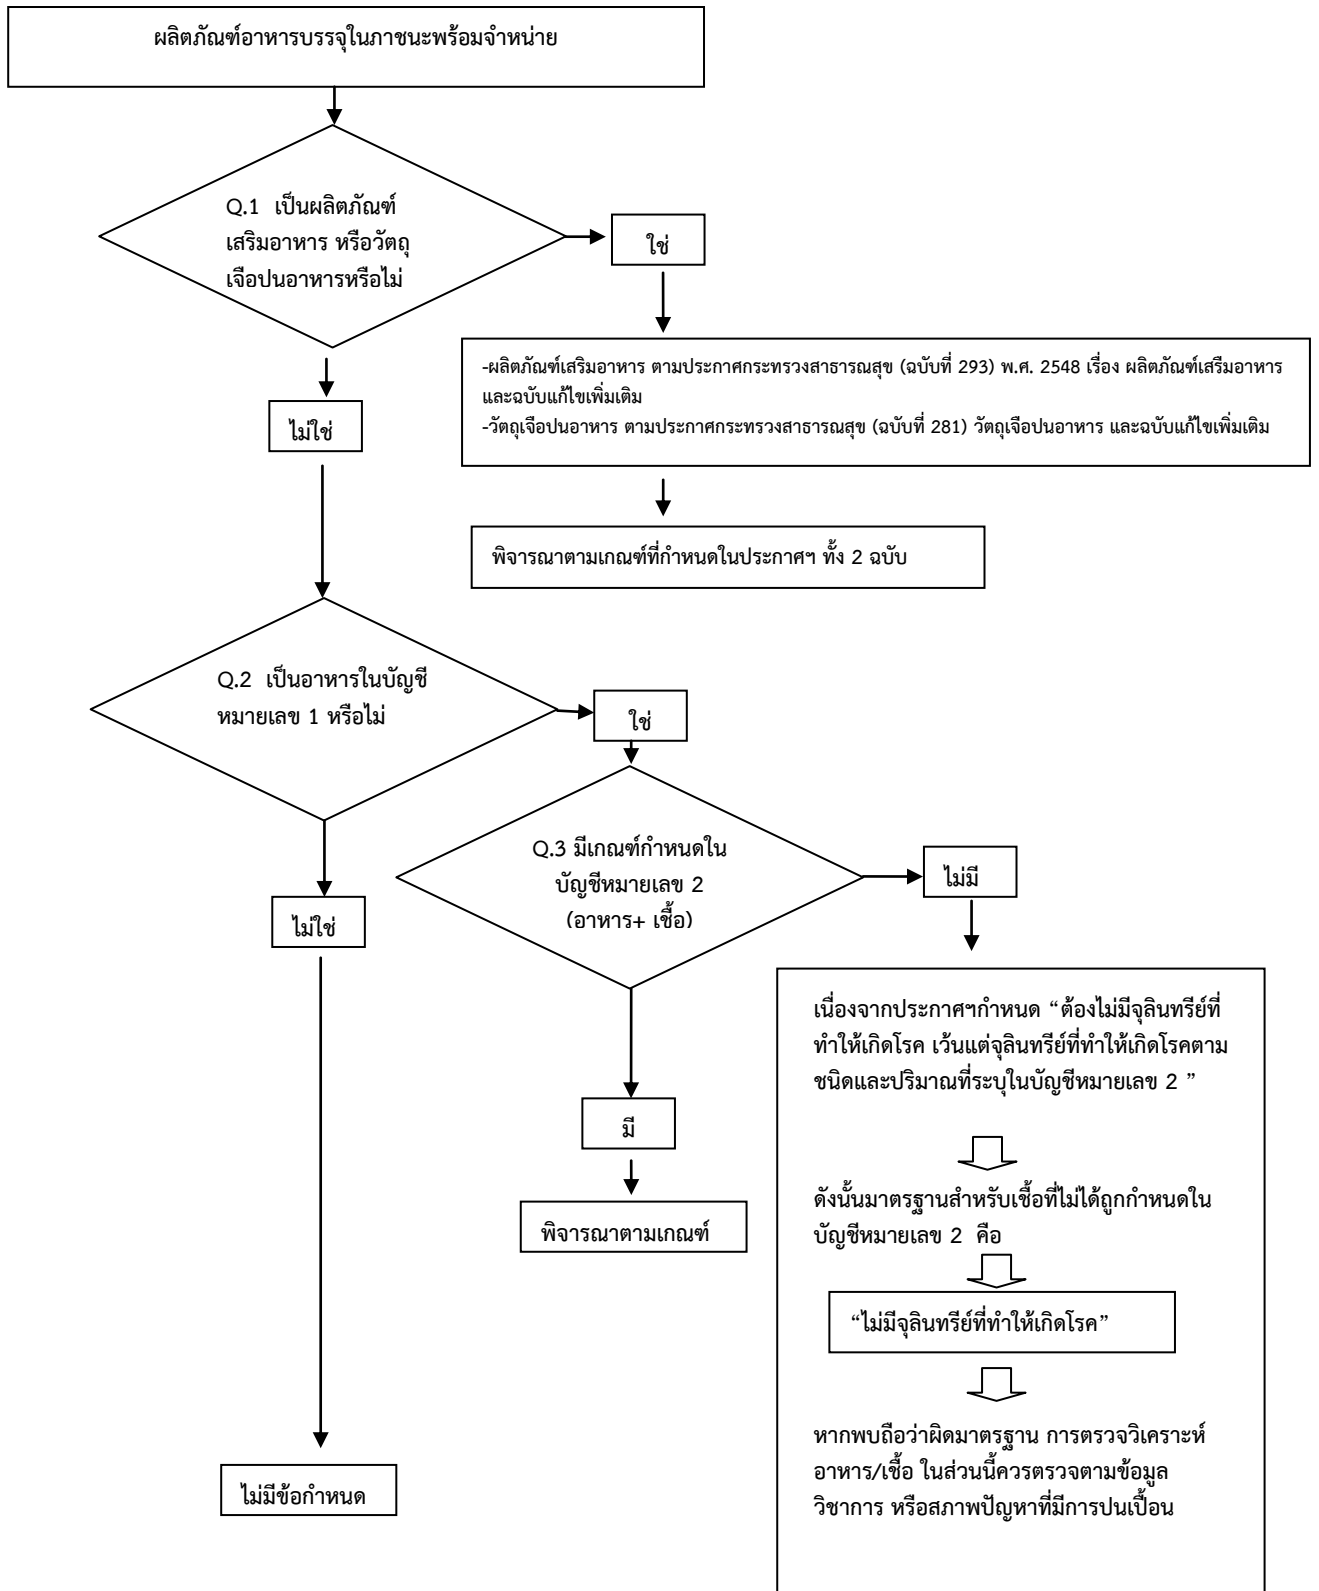 ผลิตภัณฑ์อาหารบรรจุในภาชนะพร้อมจำหน่าย
Q.1 เป็นผลิตภัณฑ์
เสริมอาหาร หรือวัตถุ
เจือปนอาหารหรือไม่
ใช่
-ผลิตภัณฑ์เสริมอาหาร ตามประกาศกระทรวงสาธารณสุข (ฉบับที่ 293) พ.ศ. 2548 เรื่อง ผลิตภัณฑ์เสริมอาหาร
และฉบับแก้ไขเพิ่มเติม
-วัตถุเจือปนอาหาร ตามประกาศกระทรวงสาธารณสุข (ฉบับที่ 281) วัตถุเจือปนอาหาร และฉบับแก้ไขเพิ่มเติม
ไม่ใช่
พิจารณาตามเกณฑ์ที่กำหนดในประกาศฯ ทั้ง 2 ฉบับ
Q.2 เป็นอาหารในบัญชี
หมายเลข 1 หรือไม่
ใช่
Q.3 มีเกณฑ์กำหนดใน
บัญชีหมายเลข 2
(อาหาร+ เชื้อ)
ไม่มี
ไม่ใช่
เนื่องจากประกาศฯกำหนด “ต้องไม่มีจุลินทรีย์ที่
ทำให้เกิดโรค เว้นแต่จุลินทรีย์ที่ทำให้เกิดโรคตาม
ชนิดและปริมาณที่ระบุในบัญชีหมายเลข 2 ”
มี
ดังนั้นมาตรฐานสำหรับเชื้อที่ไม่ได้ถูกกำหนดใน
บัญชีหมายเลข 2 คือ
พิจารณาตามเกณฑ์
“ไม่มีจุลินทรีย์ที่ทำให้เกิดโรค”
หากพบถือว่าผิดมาตรฐาน การตรวจวิเคราะห์
อาหาร/เชื้อ ในส่วนนี้ควรตรวจตามข้อมูล
วิชาการ หรือสภาพปัญหาที่มีการปนเปื้อน
ไม่มีข้อกำหนด